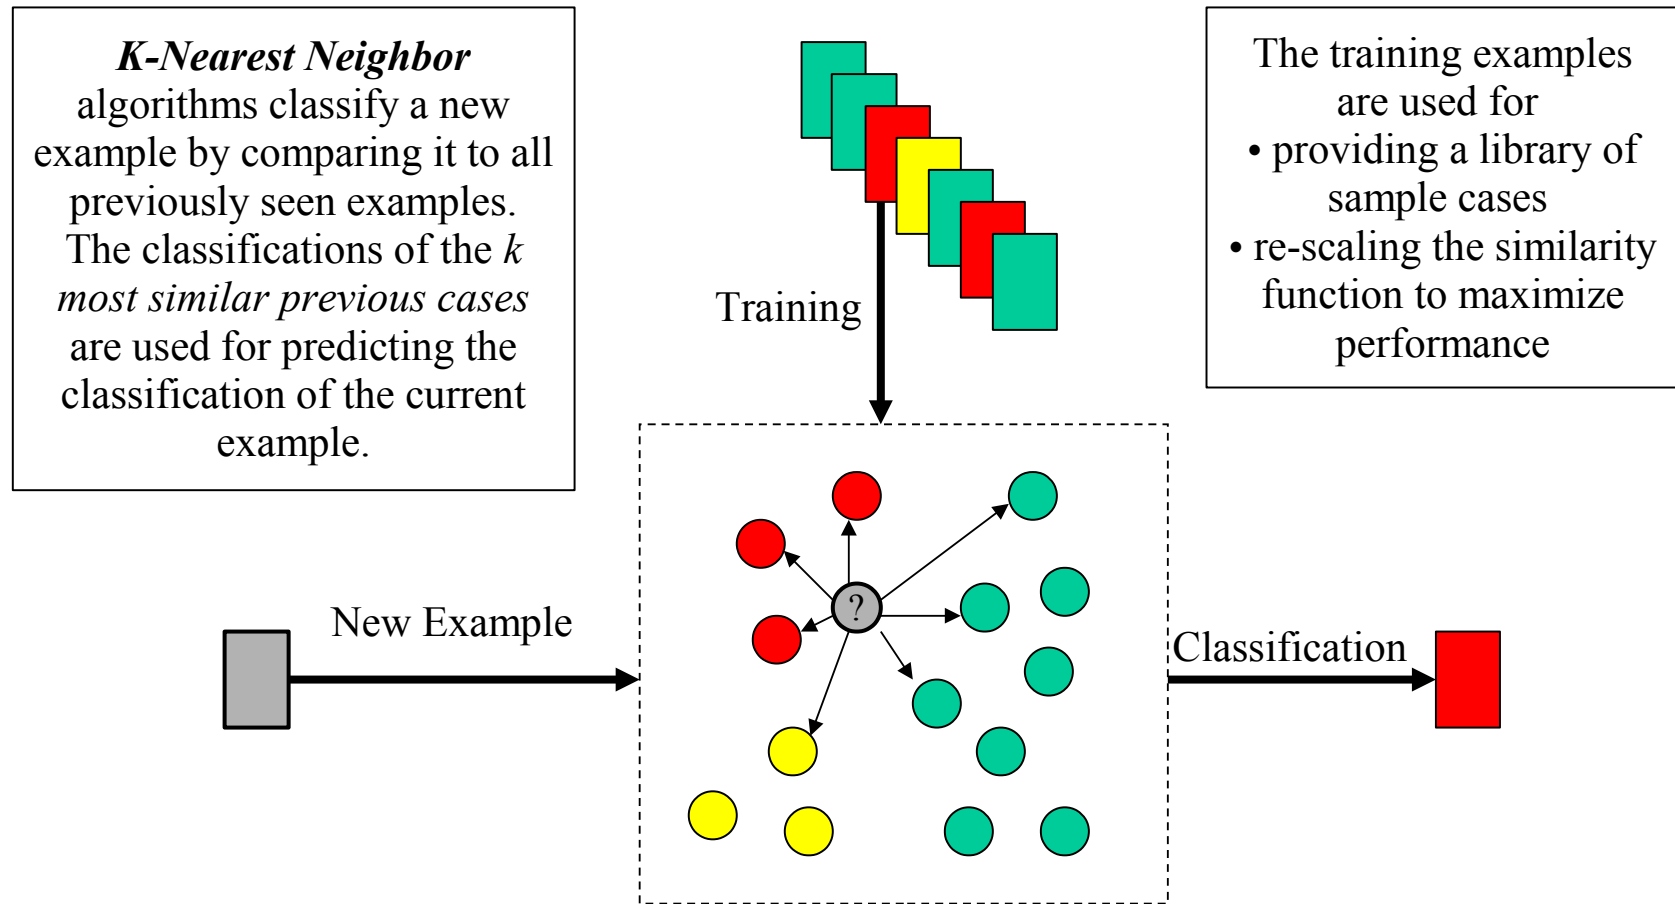 K-Nearest Neighbor
algorithms classify a new
example by comparing it to all
previously seen examples.
The classifications of the k
most similar previous cases
are used for predicting the
classification of the current
example.
The training examples
are used for
• providing a library of
sample cases
• re-scaling the similarity
function to maximize
performance
Training
?
New Example
Classification